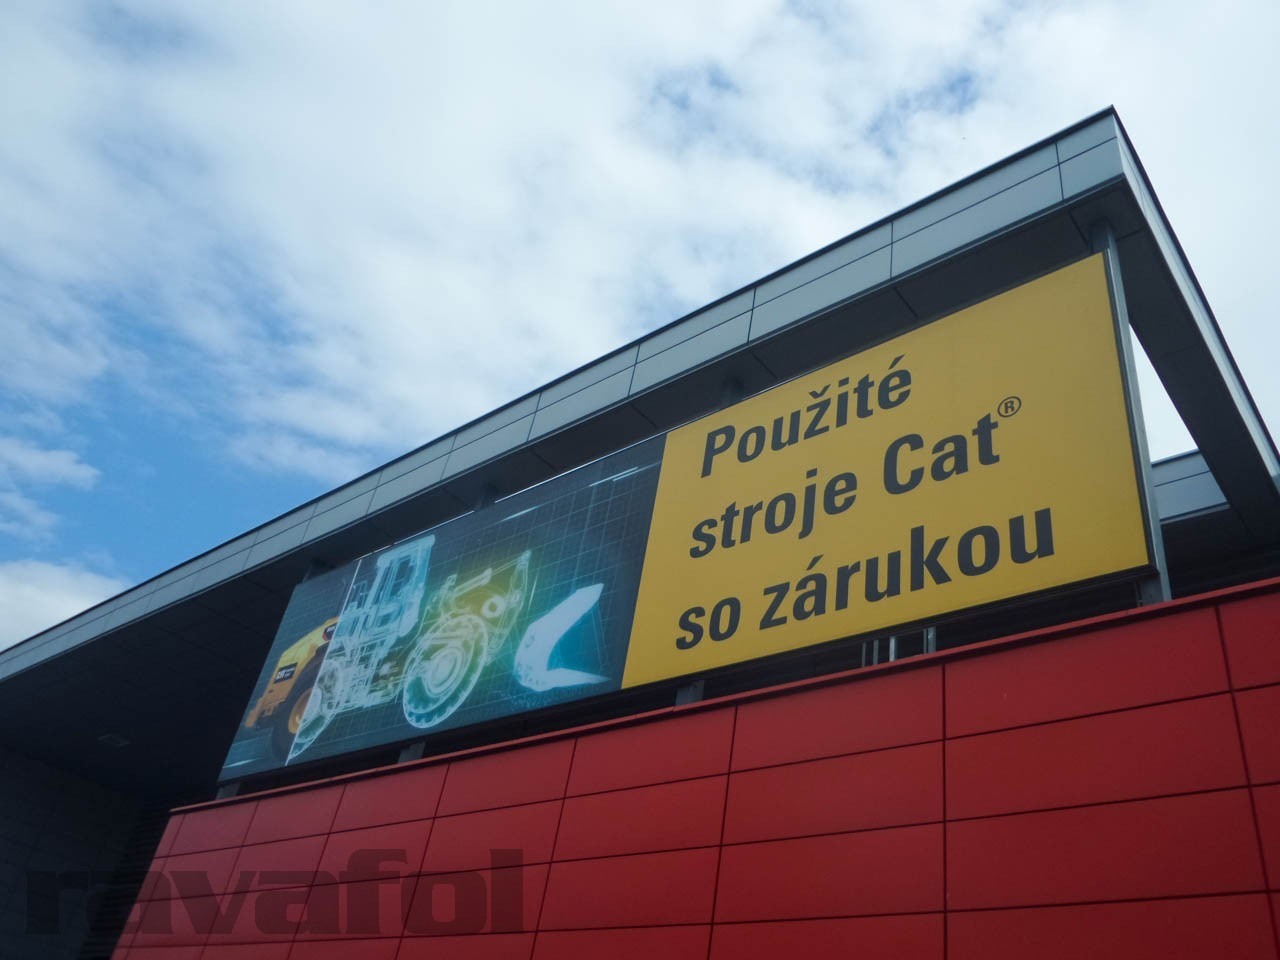 Použité
stroje Cat®
so zárukou
ravafol